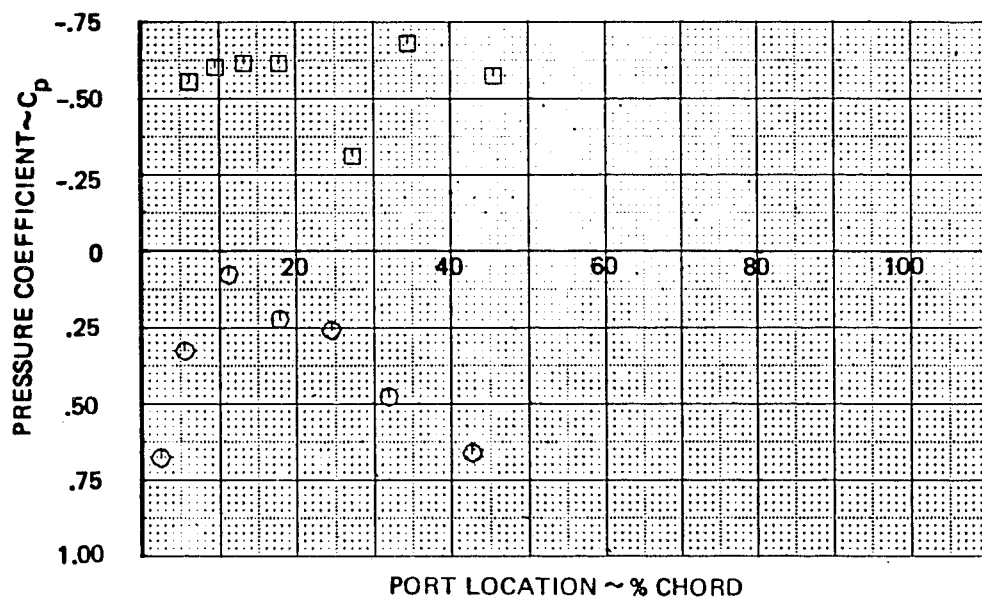 PRESSURE COEFFICIENT~Cp
-.75
-.50
-.25
0
.25
.50
.75
1.00
20 40 60 80 100
PORT LOCATION ~ % CHORD